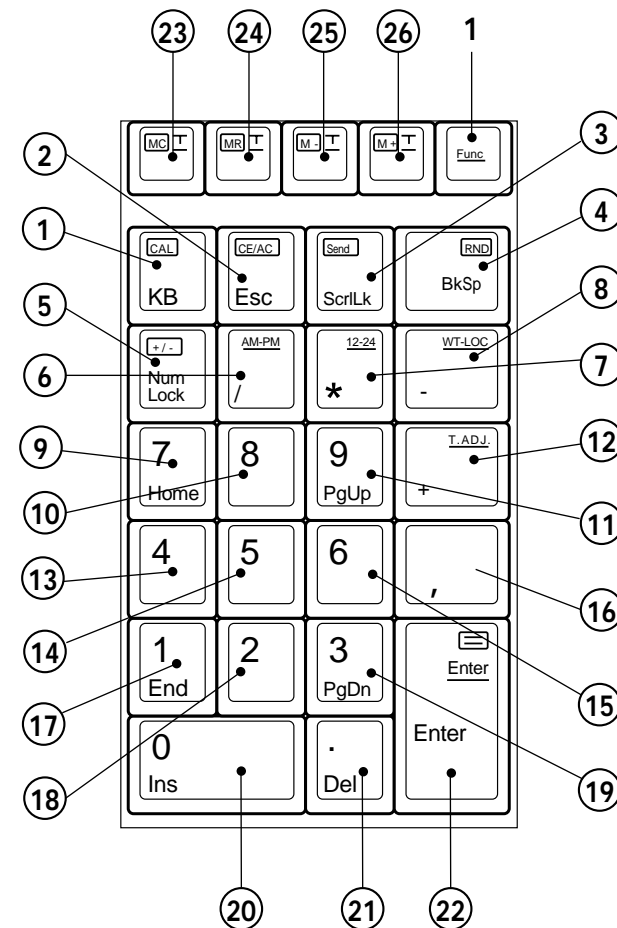 23 24 25 26 1
MC T MR T M - T M + T Func
2 3
1 CAL CE/AC Send RND 4
KB Esc ScrlLk BkSp
5 + / - AM-PM 12-24 WT-LOC 8
6 Num Lock / * - 7
9 7 8 9 T.ADJ. 12
Home PgUp +
10 11
13 4 5 6 , 16
14 15
1 2 3 Enter
End PgDn
17 Enter
18 0 . 19
Ins Del
20 21 22